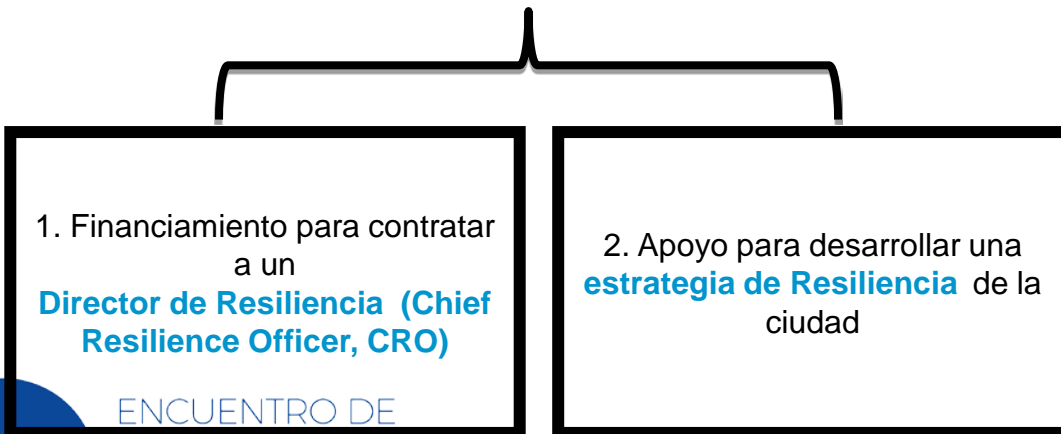 1. Financiamiento para contratar
a un
Director de Resiliencia (Chief
Resilience Officer, CRO)
2. Apoyo para desarrollar una
estrategia de Resiliencia de la
ciudad
ENCUENTRO DE